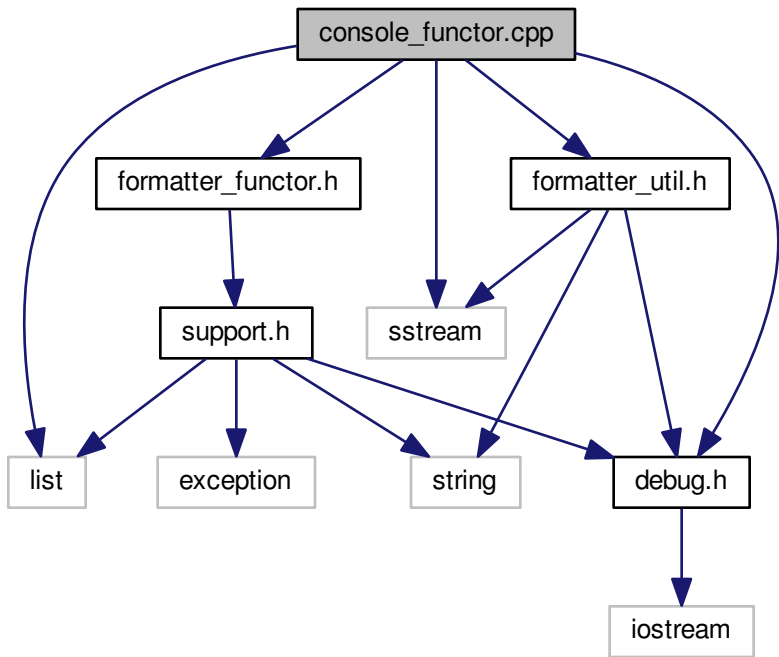 console_functor.cpp
formatter_functor.h
formatter_util.h
support.h
sstream
list
exception
string
debug.h
iostream